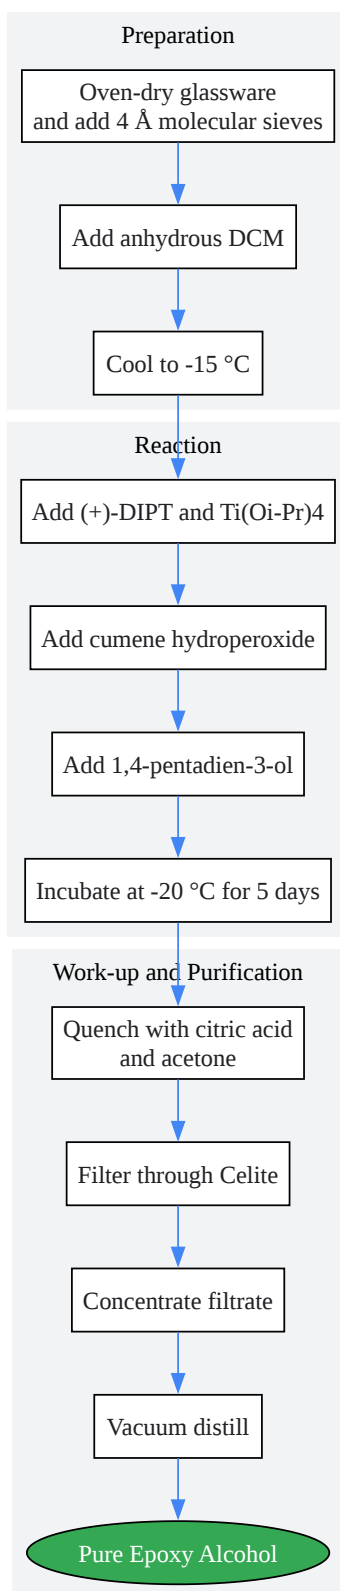 Preparation
Oven-dry glassware
and add 4 Å molecular sieves
Add anhydrous DCM
Cool to -15 °C
Reaction
Add (+)-DIPT and Ti(Oi-Pr)4
Add cumene hydroperoxide
Add 1,4-pentadien-3-ol
Incubate at -20 °C for 5 days
Work-up and Purification
Quench with citric acid
and acetone
Filter through Celite
Concentrate filtrate
Vacuum distill
Pure Epoxy Alcohol